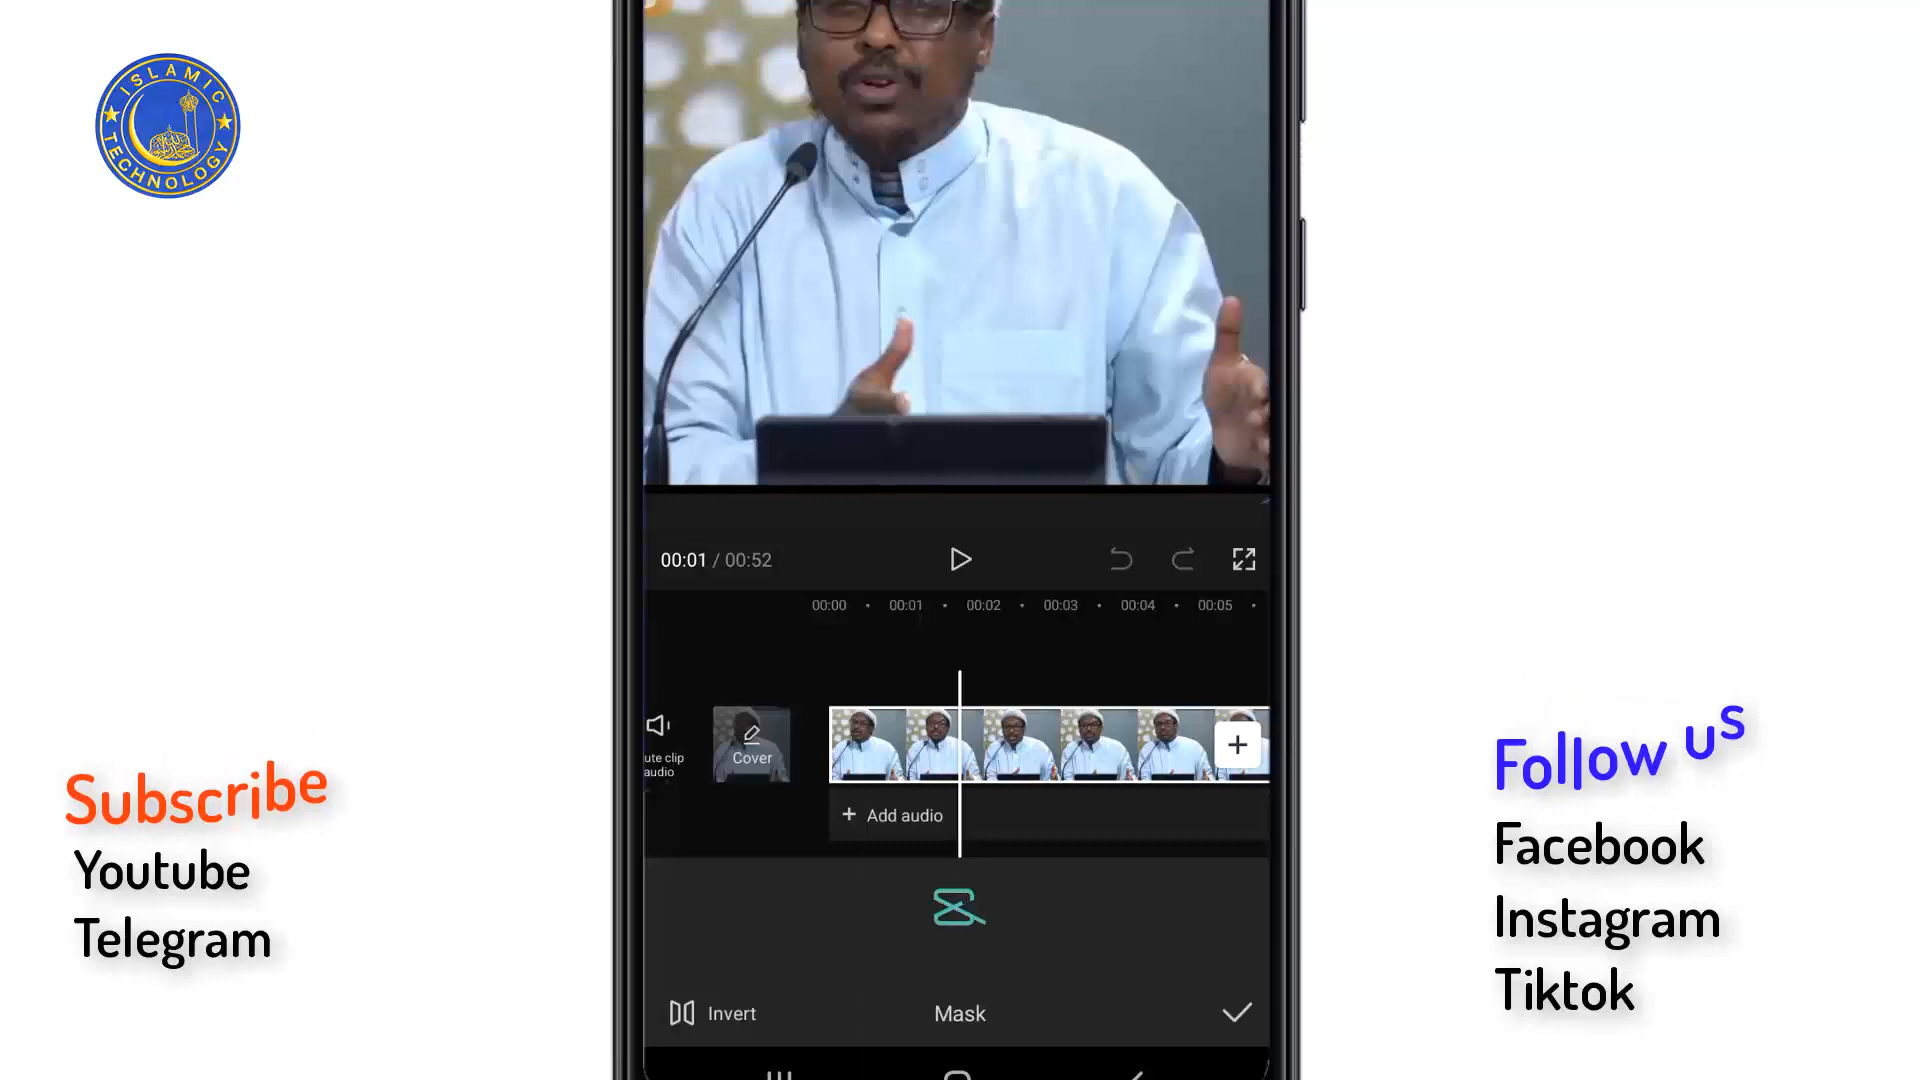 ISLAMIC
TECHNOLOGY
00:01 / 00:52
00:00 00:01 00:02 00:03 00:04 00:05
ute clip
audio
Cover
+
+ Add audio
Invert
Mask
Subscribe
Youtube
Telegram
Follow us
Facebook
Instagram
Tiktok